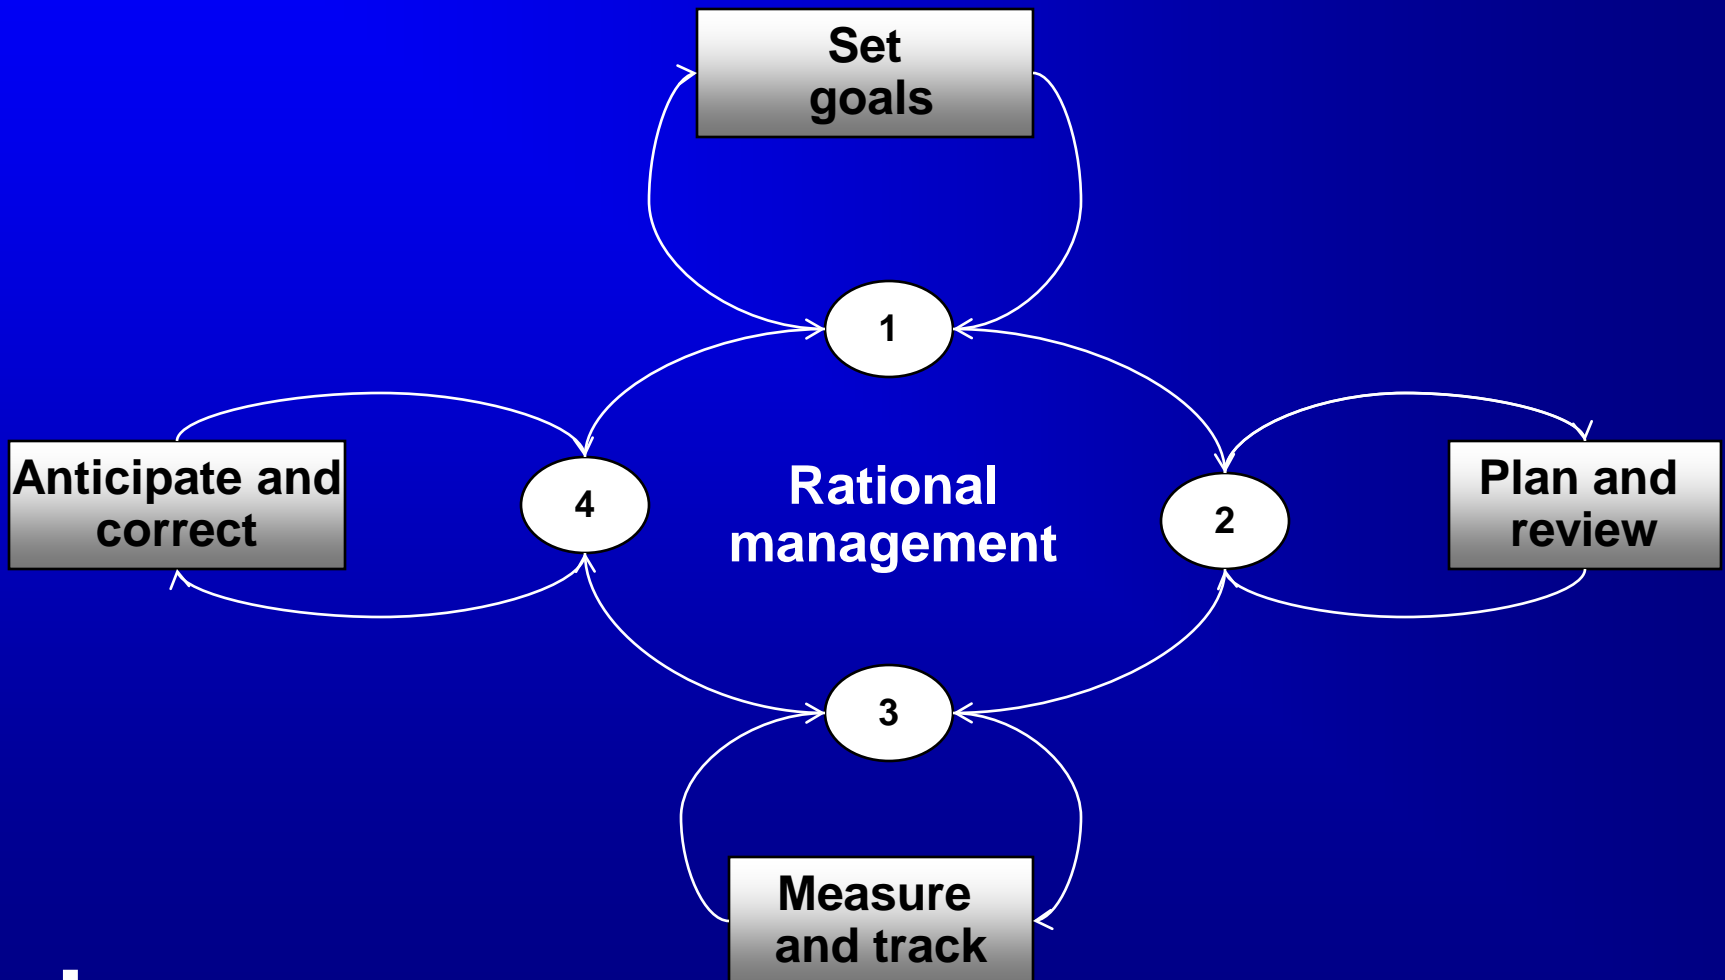 Set
goals
1
Anticipate and
correct
4
Rational
management
2
Plan and
review
3
Measure
and track